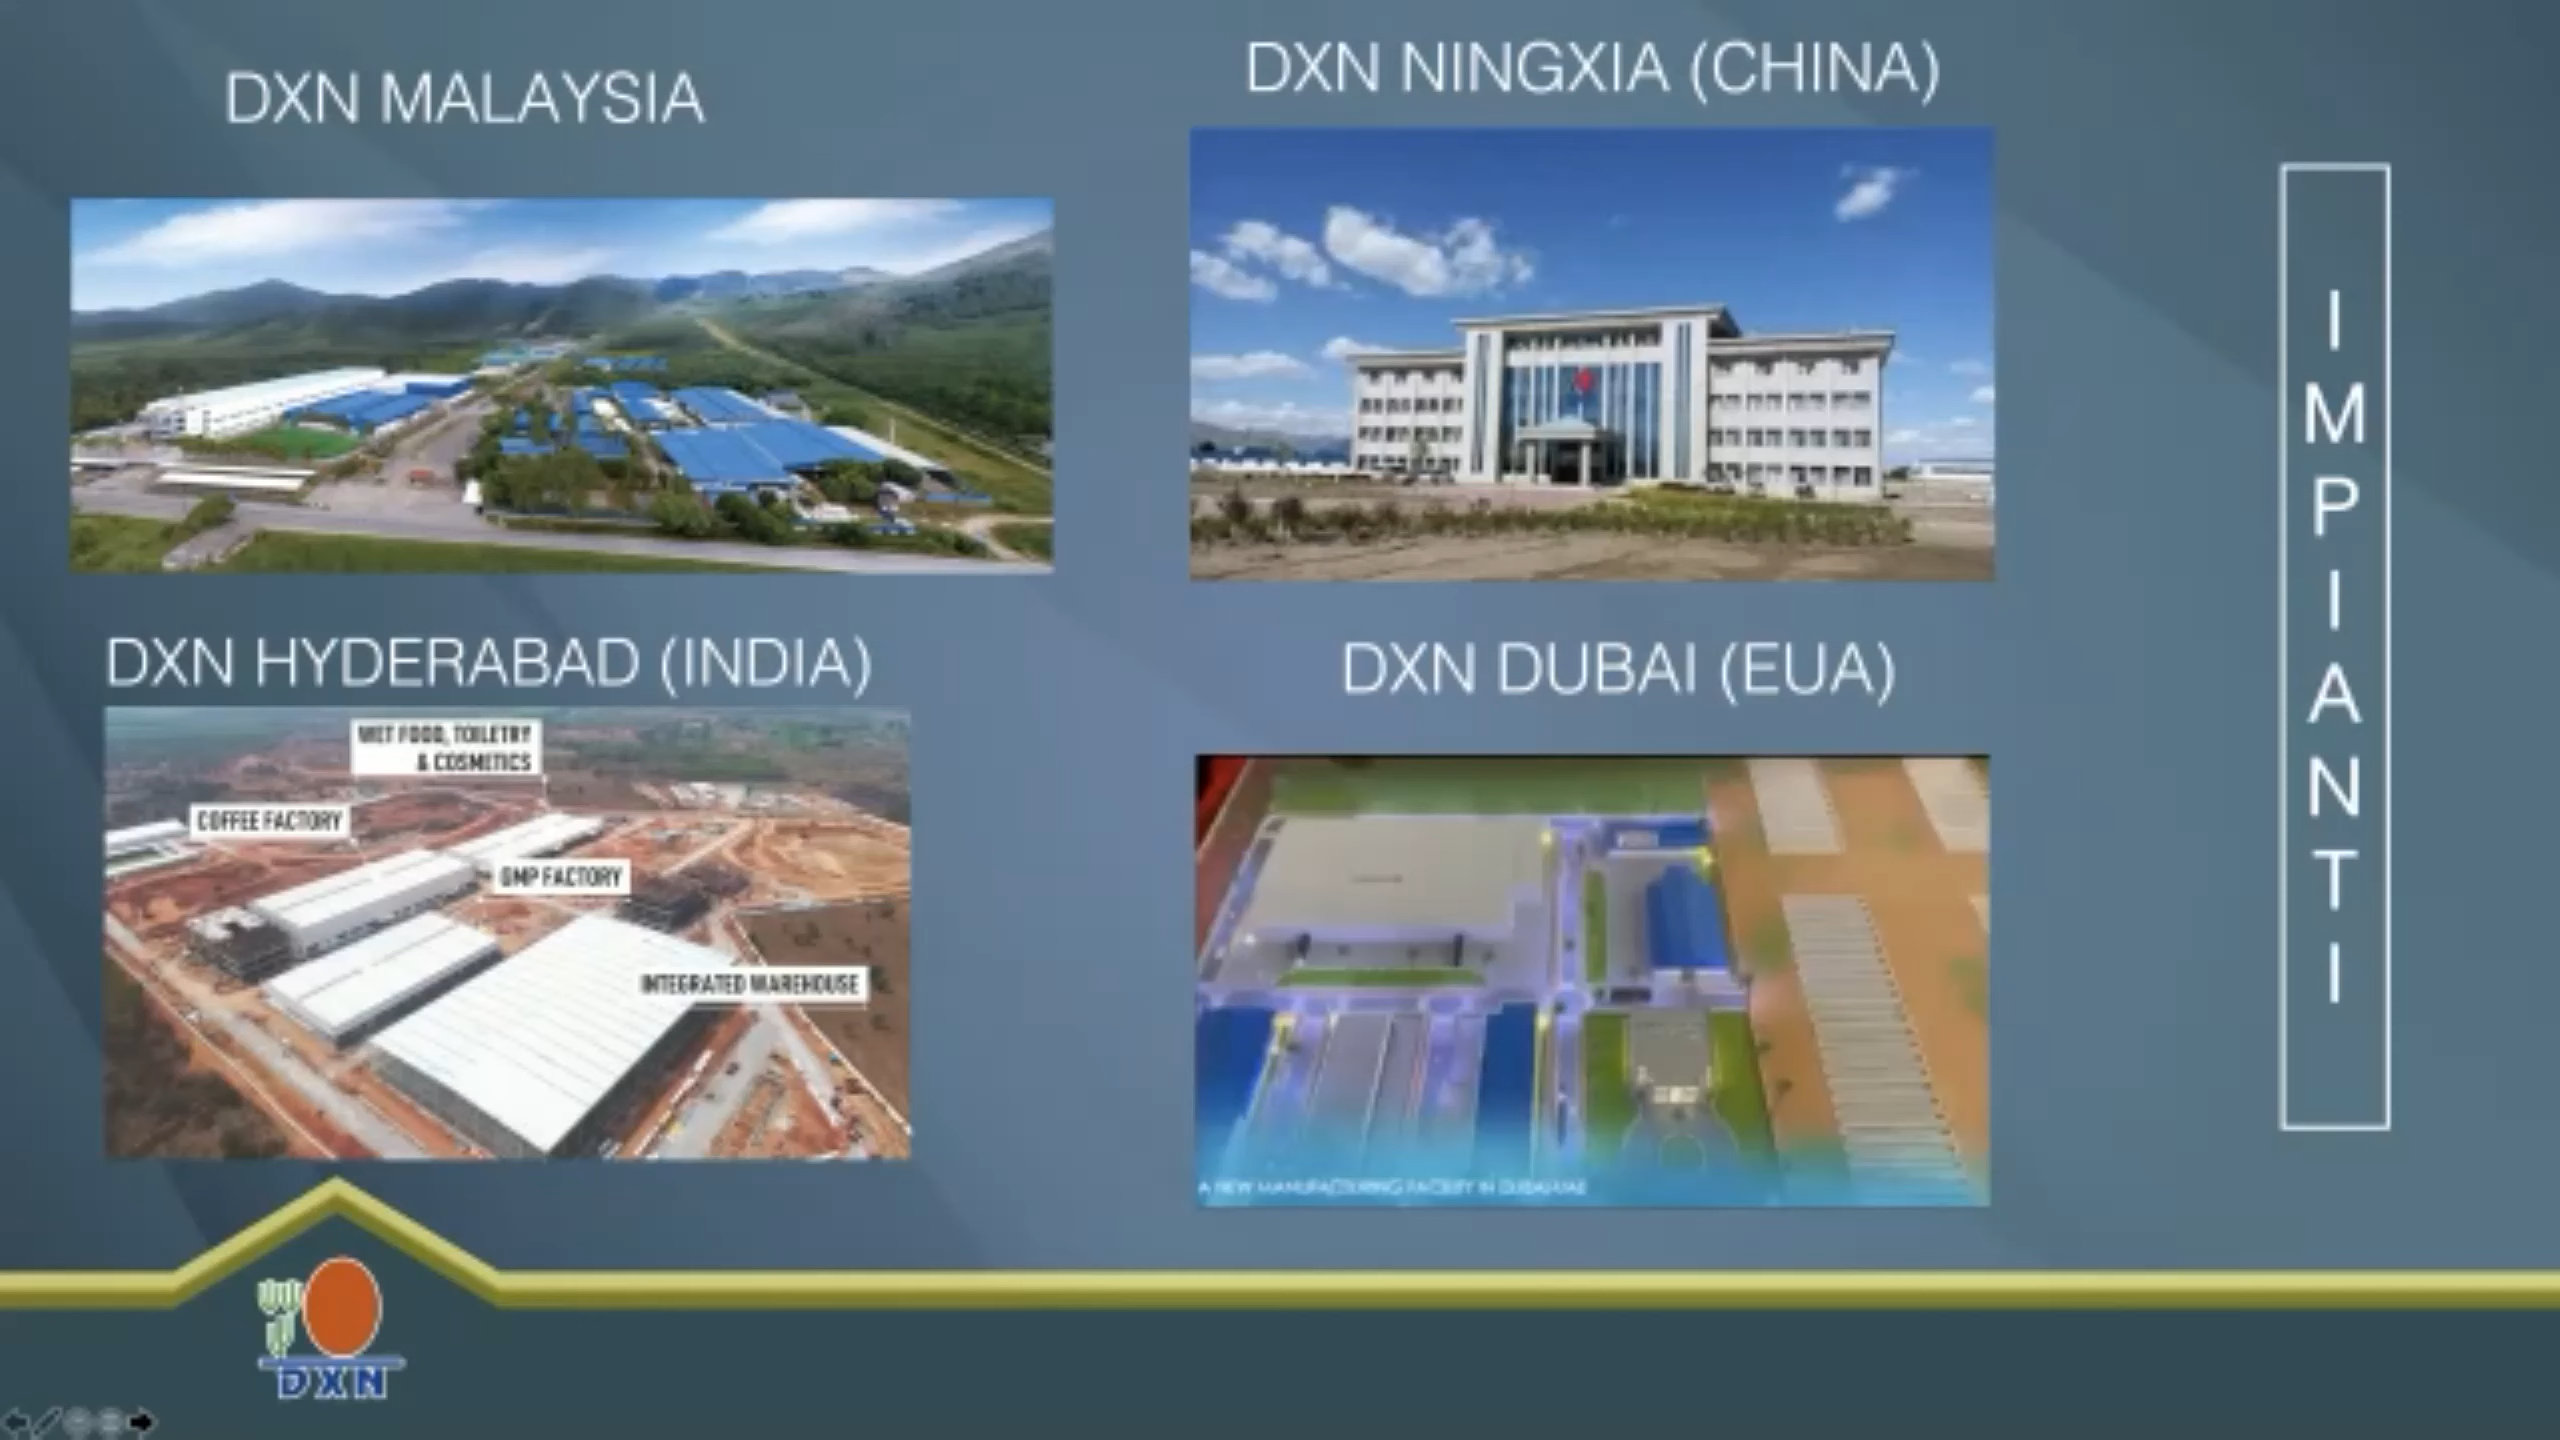 DXN MALAYSIA
DXN NINGXIA (CHINA)
DXN HYDERABAD (INDIA)
WET FOOD, TOILETRY
& COSMETICS
COFFEE FACTORY
GMP FACTORY
INTEGRATED WAREHOUSE
DXN DUBAI (EUA)
A NEW MANUFACTURING FACILITY IN DUBAI-UAE
IMPIANTI
DXN